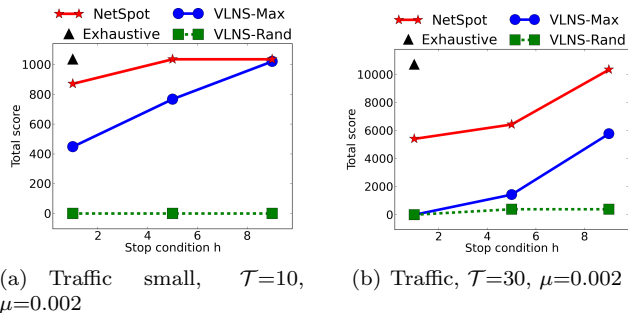 NetSpot VLNS-Max
Exhaustive VLNS-Rand
1000
800
600
400
200
0
Total score
2 4 6 8
Stop condition h
(a) Traffic small, 𝒯=10,
μ=0.002
NetSpot VLNS-Max
Exhaustive VLNS-Rand
10000
8000
6000
4000
2000
0
Total score
2 4 6 8
Stop condition h
(b) Traffic, 𝒯=30, μ=0.002